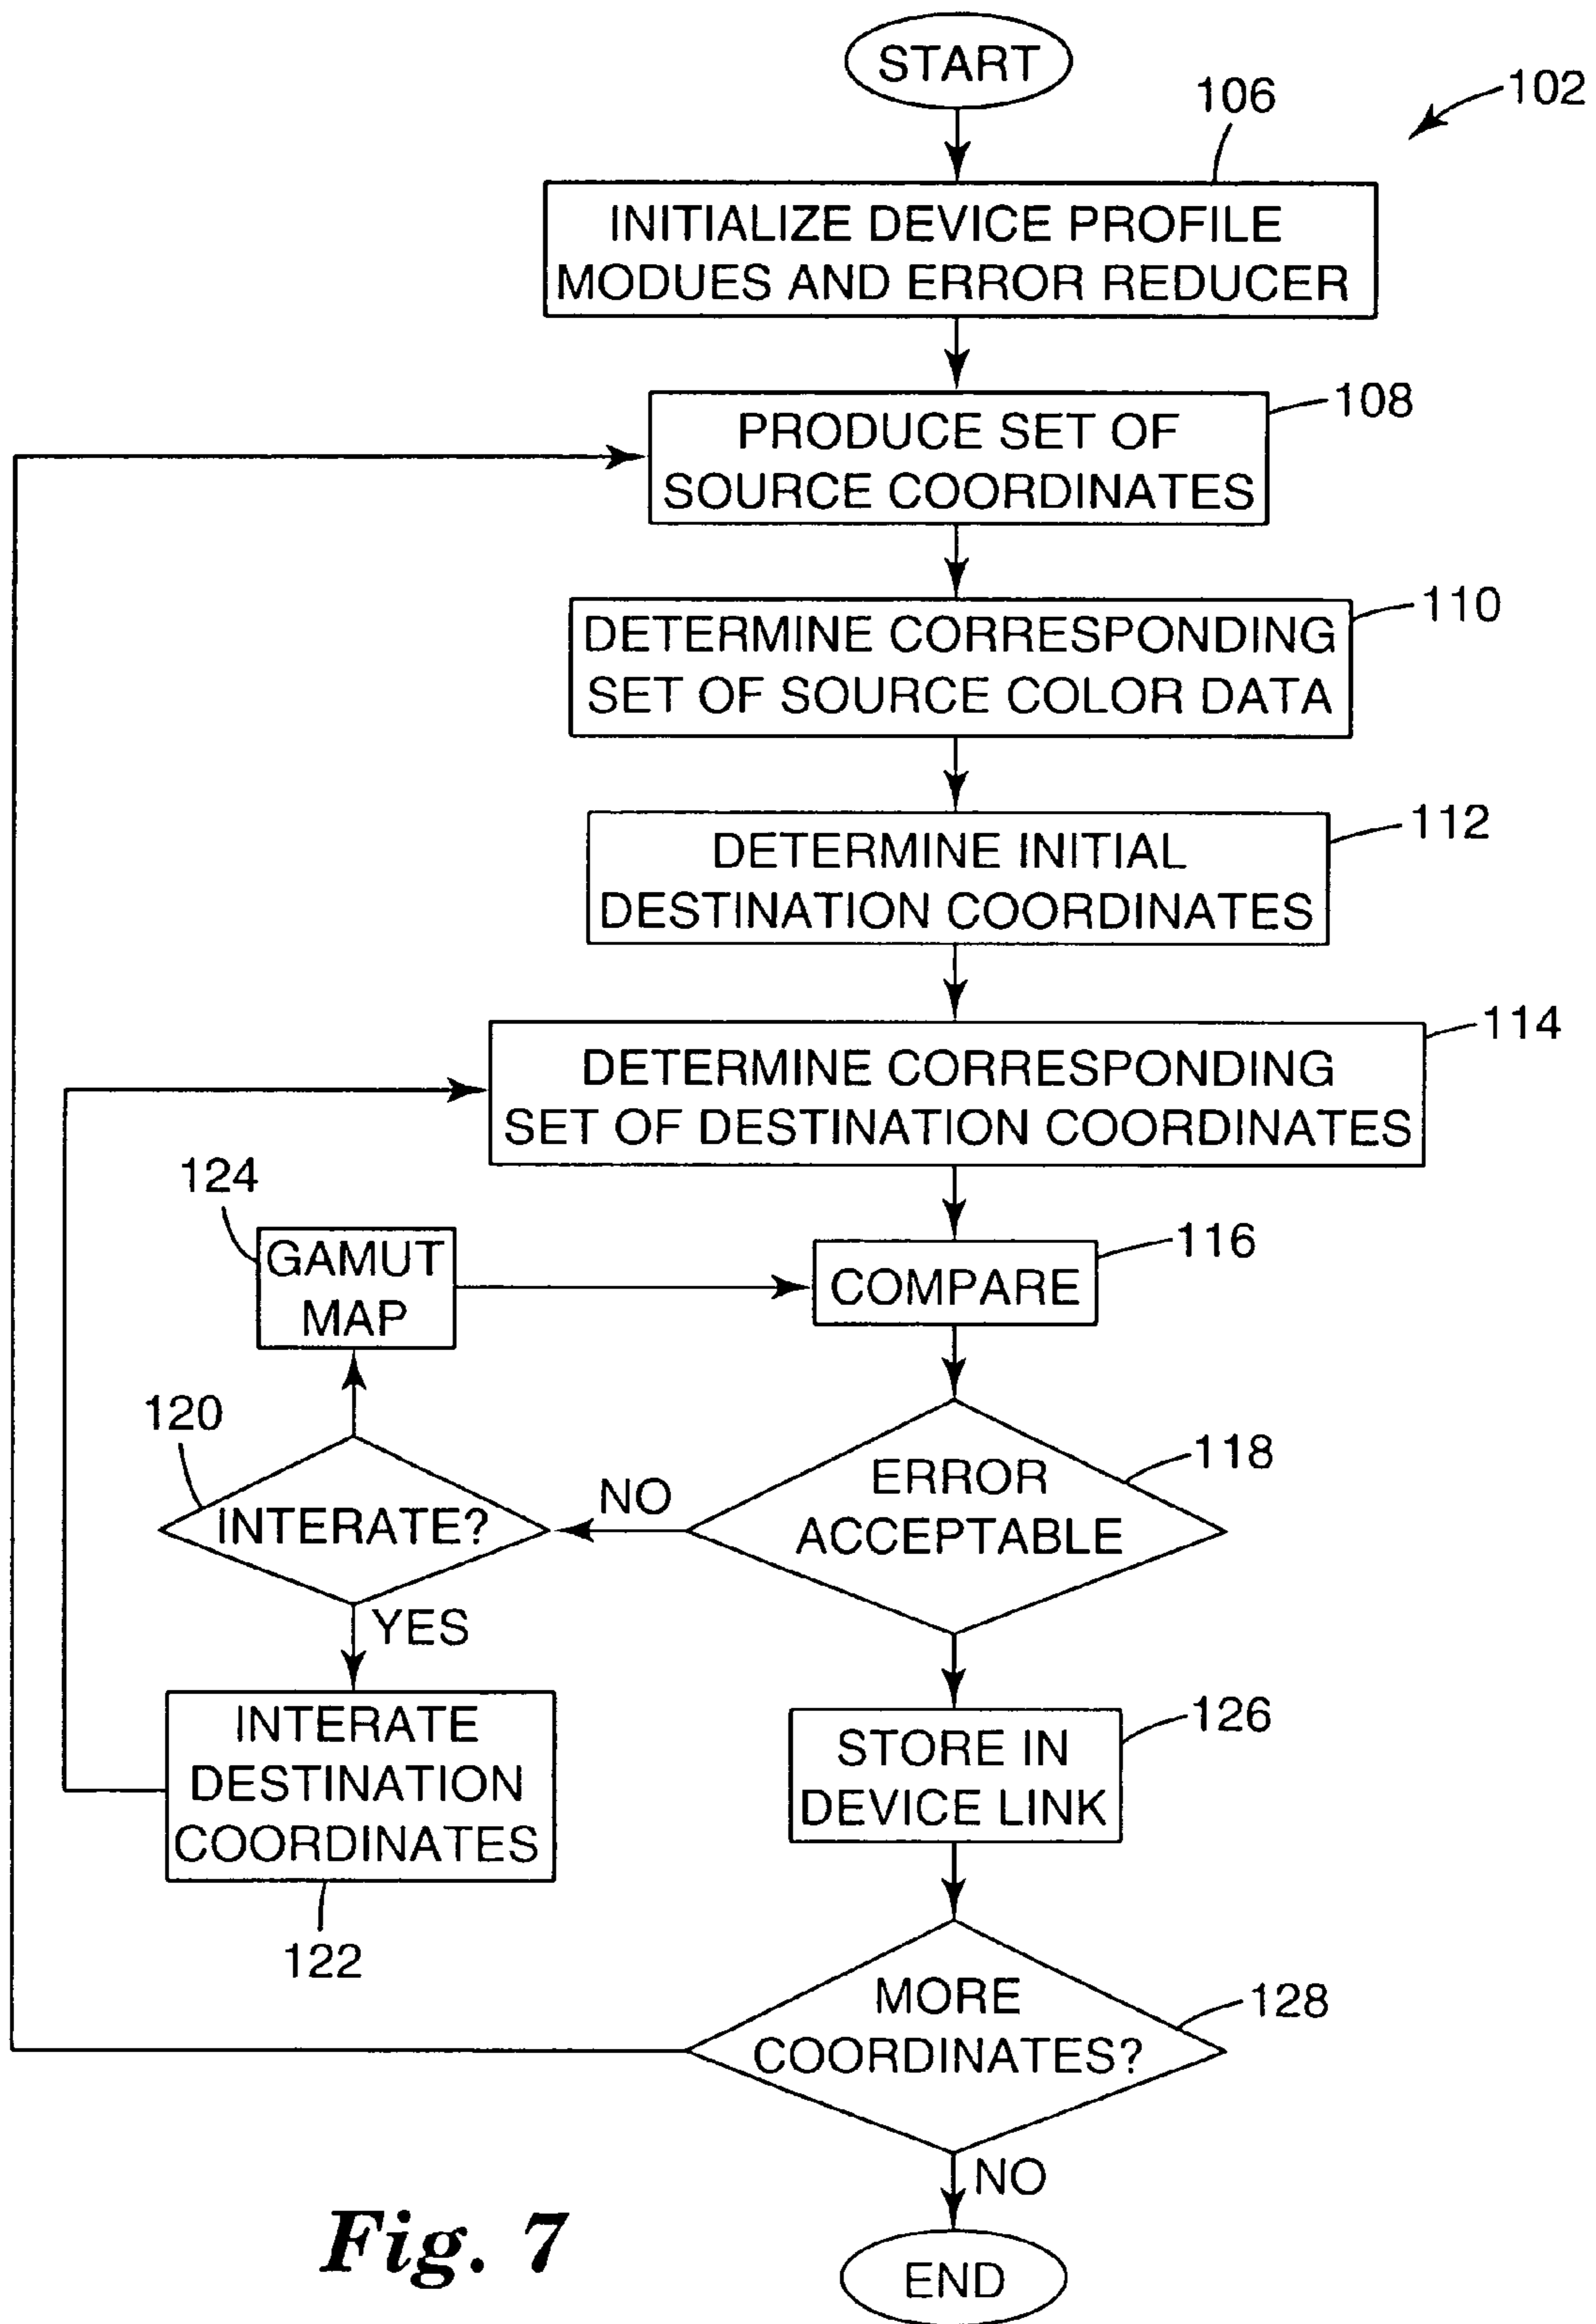 START
102
106
INITIALIZE DEVICE PROFILE
MODUES AND ERROR REDUCER
108
PRODUCE SET OF
SOURCE COORDINATES
110
DETERMINE CORRESPONDING
SET OF SOURCE COLOR DATA
112
DETERMINE INITIAL
DESTINATION COORDINATES
114
DETERMINE CORRESPONDING
SET OF DESTINATION COORDINATES
124
GAMUT
MAP
116
COMPARE
120
INTERATE?
NO
118
ERROR
ACCEPTABLE
YES
INTERATE
DESTINATION
COORDINATES
122
126
STORE IN
DEVICE LINK
128
MORE
COORDINATES?
NO
END
Fig. 7